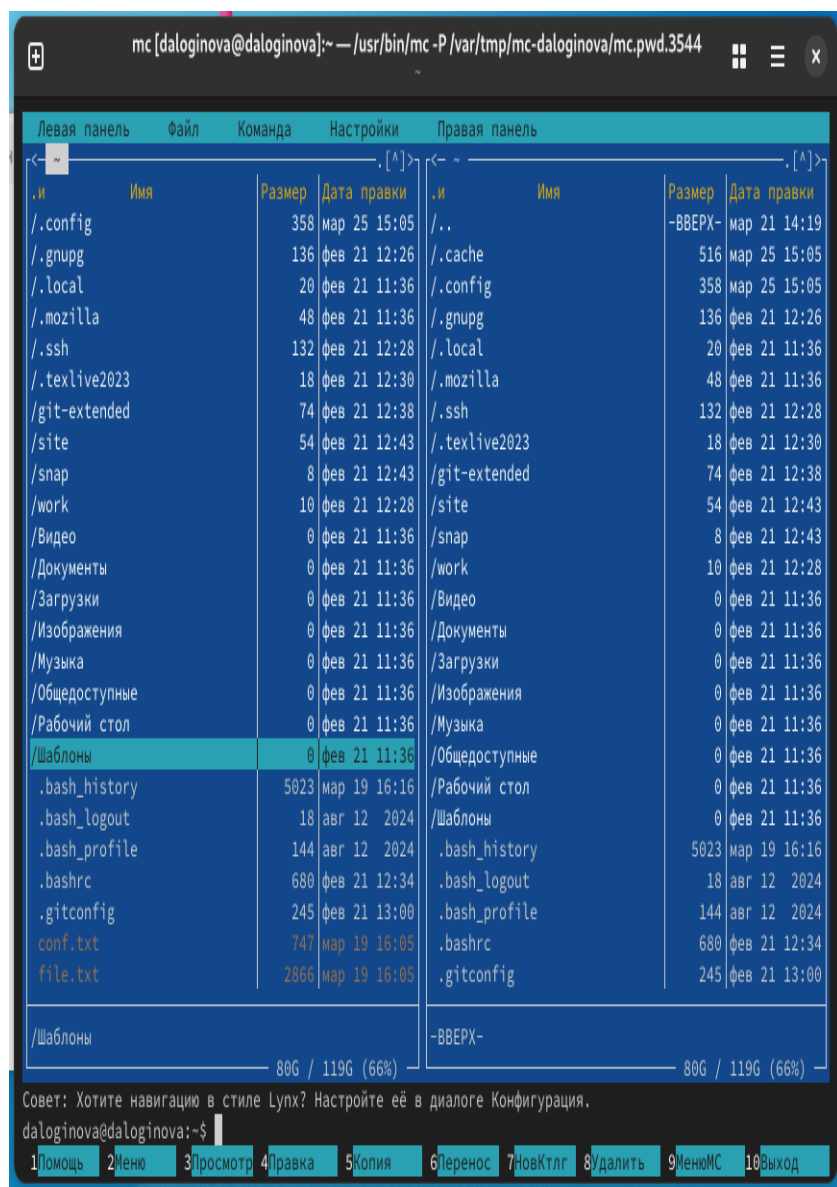 mc [daloginova@daloginova]:~ — /usr/bin/mc -P /var/tmp/mc-daloginova/mc.pwd.3544
~
Левая панель Файл Команда Настройки Правая панель
<- ~ .[^]> <- ~ .[^]>
.и Имя Размер Дата правки .и Имя Размер Дата правки
/.config 358 мар 25 15:05 /.. -ВВЕРХ- мар 21 14:19
/.gnupg 136 фев 21 12:26 /.cache 516 мар 25 15:05
/.local 20 фев 21 11:36 /.config 358 мар 25 15:05
/.mozilla 48 фев 21 11:36 /.gnupg 136 фев 21 12:26
/.ssh 132 фев 21 12:28 /.local 20 фев 21 11:36
/.texlive2023 18 фев 21 12:30 /.mozilla 48 фев 21 11:36
/git-extended 74 фев 21 12:38 /.ssh 132 фев 21 12:28
/site 54 фев 21 12:43 /.texlive2023 18 фев 21 12:30
/snap 8 фев 21 12:43 /git-extended 74 фев 21 12:38
/work 10 фев 21 12:28 /site 54 фев 21 12:43
/Видео 0 фев 21 11:36 /snap 8 фев 21 12:43
/Документы 0 фев 21 11:36 /work 10 фев 21 12:28
/Загрузки 0 фев 21 11:36 /Видео 0 фев 21 11:36
/Изображения 0 фев 21 11:36 /Документы 0 фев 21 11:36
/Музыка 0 фев 21 11:36 /Загрузки 0 фев 21 11:36
/Общедоступные 0 фев 21 11:36 /Изображения 0 фев 21 11:36
/Рабочий стол 0 фев 21 11:36 /Музыка 0 фев 21 11:36
/Шаблоны 0 фев 21 11:36 /Общедоступные 0 фев 21 11:36
.bash_history 5023 мар 19 16:16 /Рабочий стол 0 фев 21 11:36
.bash_logout 18 авг 12 2024 /Шаблоны 0 фев 21 11:36
.bash_profile 144 авг 12 2024 .bash_history 5023 мар 19 16:16
.bashrc 680 фев 21 12:34 .bash_logout 18 авг 12 2024
.gitconfig 245 фев 21 13:00 .bash_profile 144 авг 12 2024
conf.txt 747 мар 19 16:05 .bashrc 680 фев 21 12:34
file.txt 2866 мар 19 16:05 .gitconfig 245 фев 21 13:00
/Шаблоны -ВВЕРХ-
80G / 119G (66%) 80G / 119G (66%)
Совет: Хотите навигацию в стиле Lynx? Настройте её в диалоге Конфигурация.
daloginova@daloginova:~$
1Помощь 2Меню 3Просмотр 4Правка 5Копия 6Перенос 7НовКтлг 8Удалить 9МенюMC 10Выход